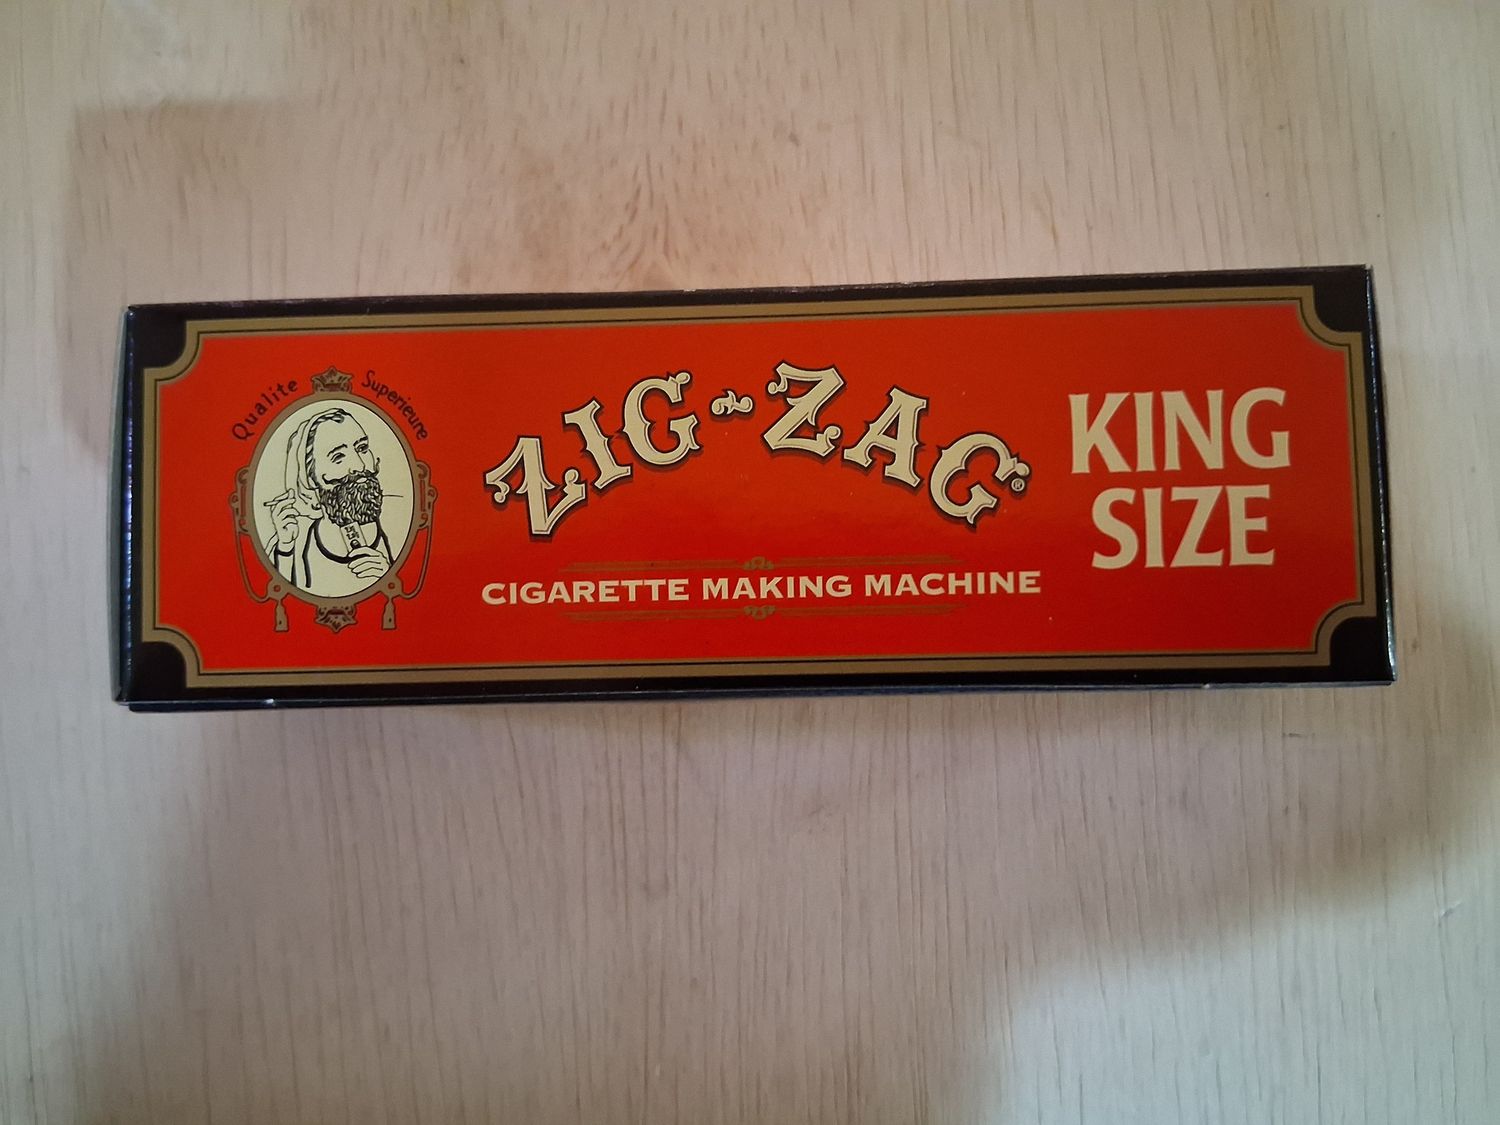 Qualite Superieure
ZIG-ZAG®
CIGARETTE MAKING MACHINE
KING
SIZE